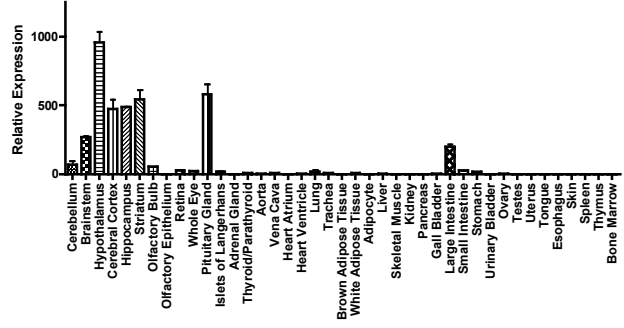 Relative Expression
1000
500
0
Cerebellum
Brainstem
Hypothalamus
Cerebral Cortex
Hippocampus
Striatum
Olfactory Bulb
Olfactory Epithelium
Retina
Whole Eye
Pituitary Gland
Islets of Langerhans
Adrenal Gland
Thyroid/Parathyroid
Aorta
Vena Cava
Heart Atrium
Heart Ventricle
Lung
Trachea
Brown Adipose Tissue
White Adipose Tissue
Adipocyte
Liver
Skeletal Muscle
Kidney
Pancreas
Gall Bladder
Large Intestine
Small Intestine
Stomach
Urinary Bladder
Ovary
Testes
Uterus
Tongue
Esophagus
Skin
Spleen
Thymus
Bone Marrow